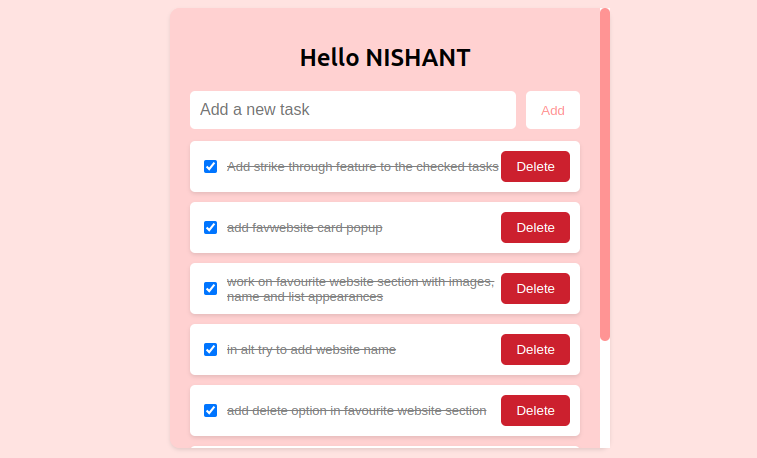 Hello NISHANT
Add a new task
Add
Add strike through feature to the checked tasks
Delete
add favwebsite card popup
Delete
work on favourite website section with images,
name and list appearances
Delete
in alt try to add website name
Delete
add delete option in favourite website section
Delete